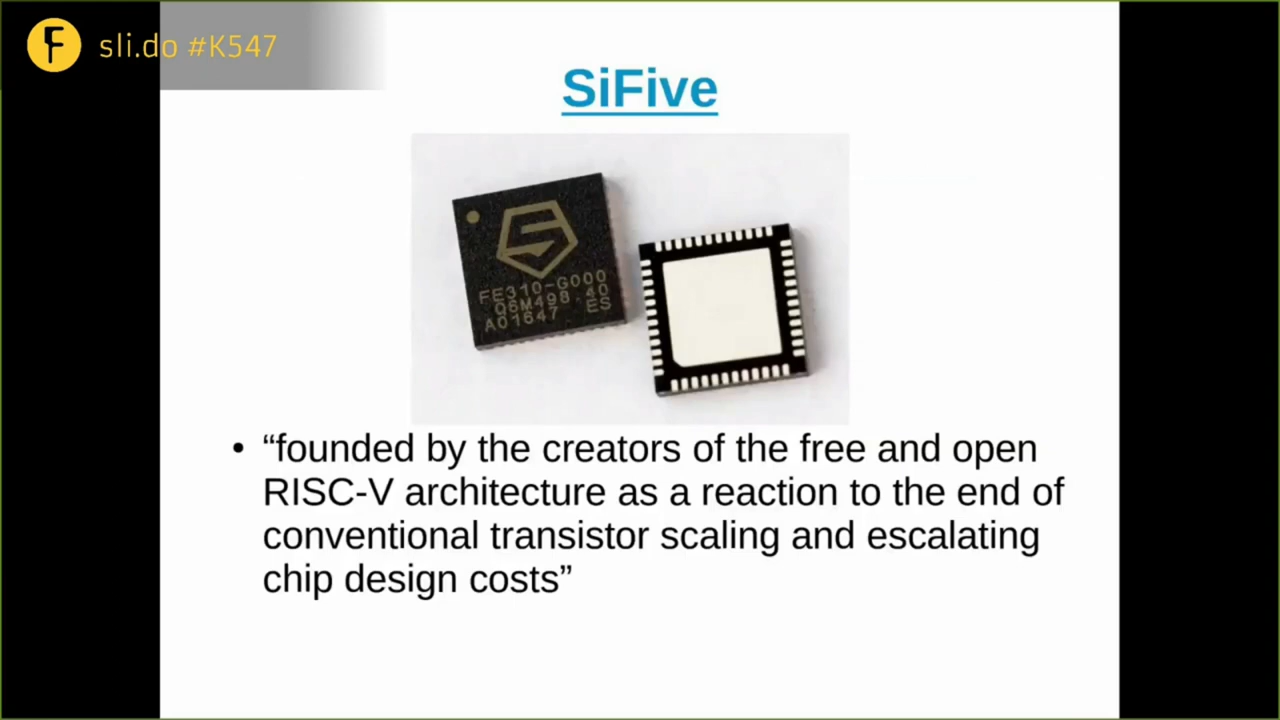 sli.do #K547
SiFive
FE310-G000
Q6M498.40
A01647 ES
• “founded by the creators of the free and open
RISC-V architecture as a reaction to the end of
conventional transistor scaling and escalating
chip design costs”